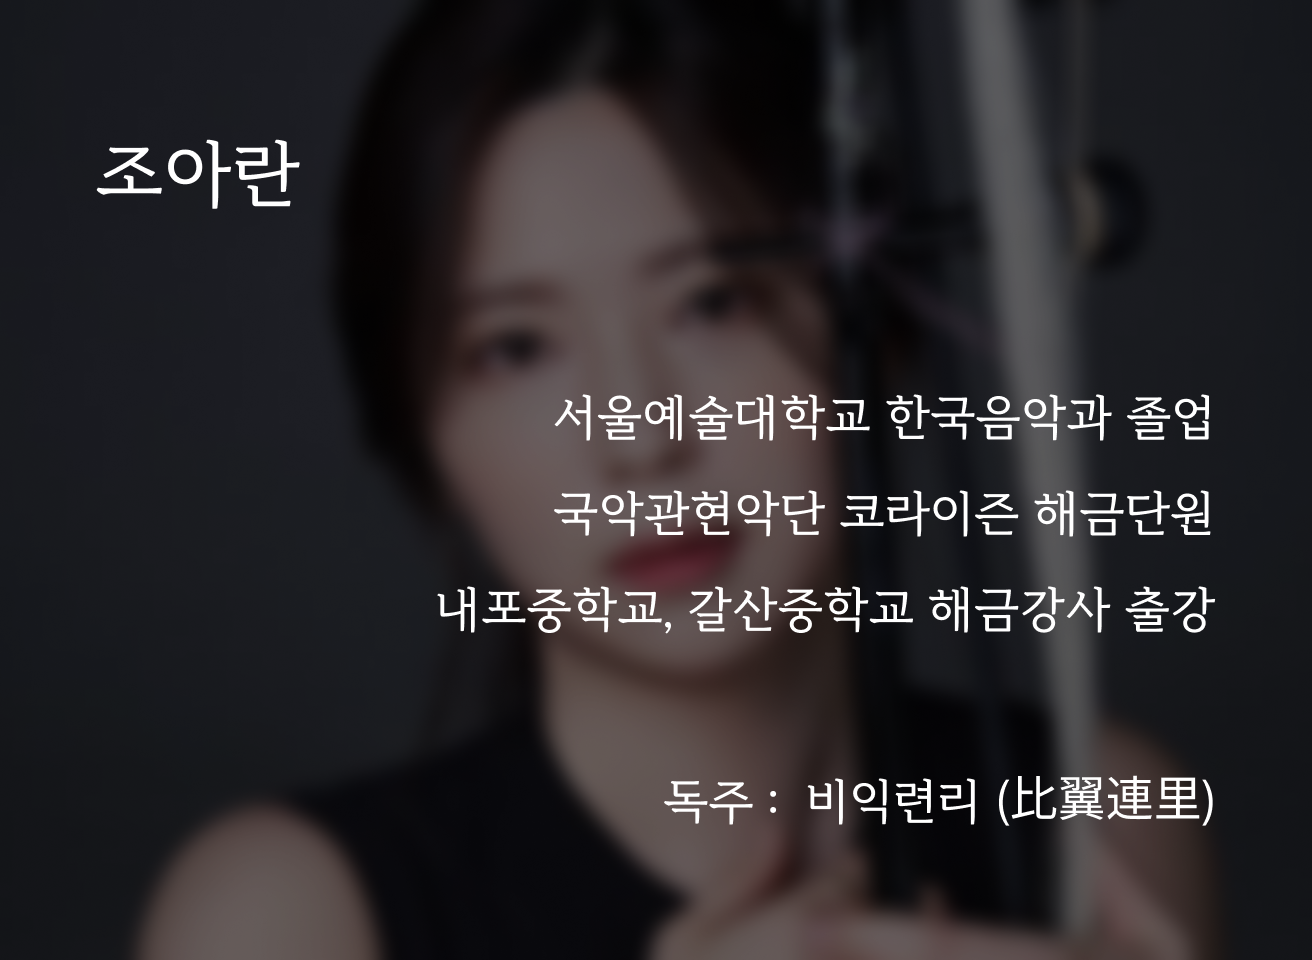 조아란
서울예술대학교 한국음악과 졸업
국악관현악단 코라이즌 해금단원
내포중학교, 갈산중학교 해금강사 출강
독주 : 비익련리 (比翼連里)